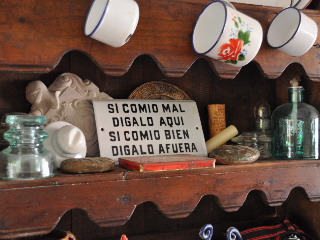 SI COMIO MAL
DIGALO AQUI
SI COMIO BIEN
DIGALO AFUERA